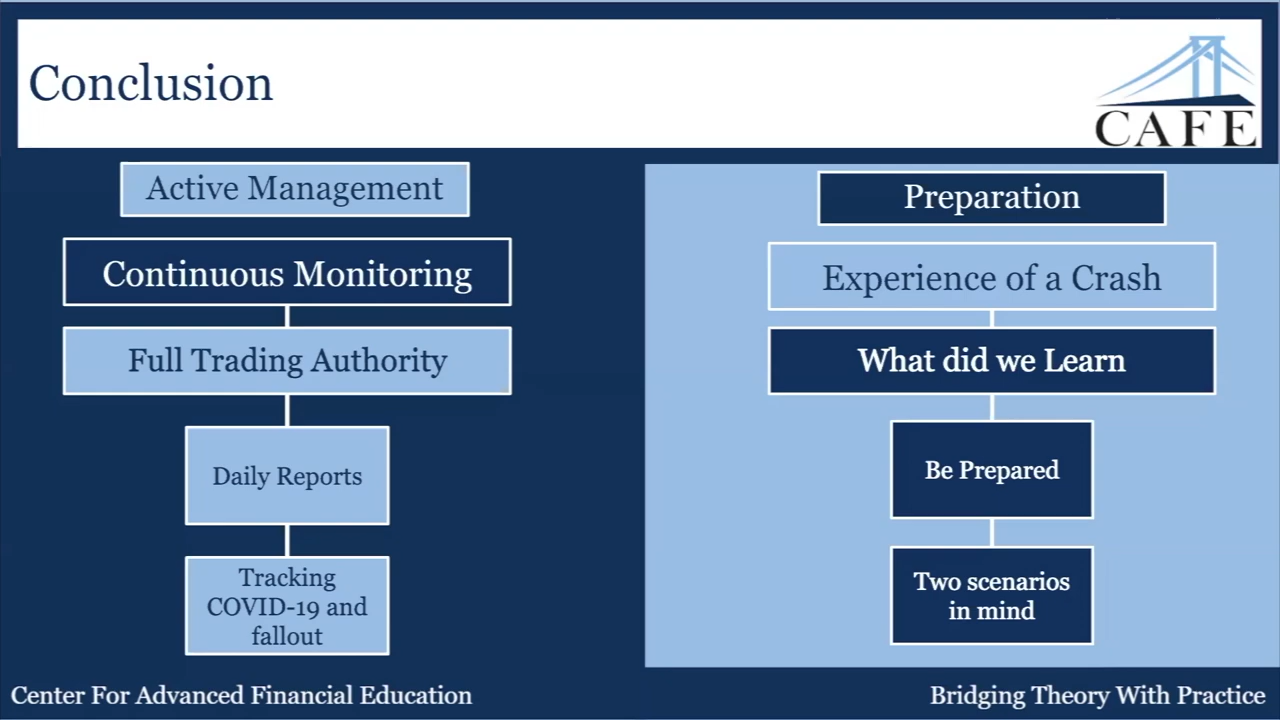 Conclusion
CAFE
Active Management
Continuous Monitoring
Full Trading Authority
Daily Reports
Tracking
COVID-19 and
fallout
Preparation
Experience of a Crash
What did we Learn
Be Prepared
Two scenarios
in mind
Center For Advanced Financial Education
Bridging Theory With Practice